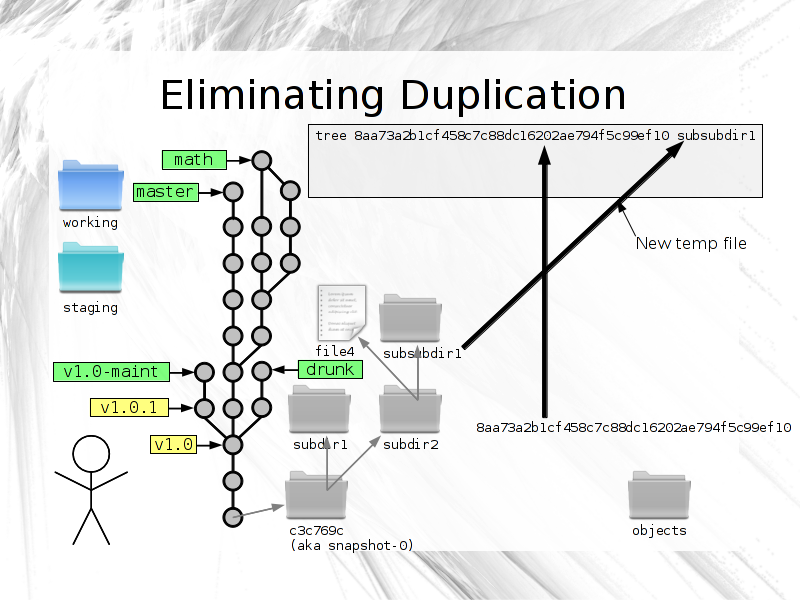 Eliminating Duplication
tree 8aa73a2b1cf458c7c88dc16202ae794f5c99ef10 subsubdir1
math
master
working
New temp file
staging
file4
subsubdir1
v1.0-maint
drunk
v1.0.1
8aa73a2b1cf458c7c88dc16202ae794f5c99ef10
v1.0
subdir1
subdir2
c3c769c
(aka snapshot-0)
objects